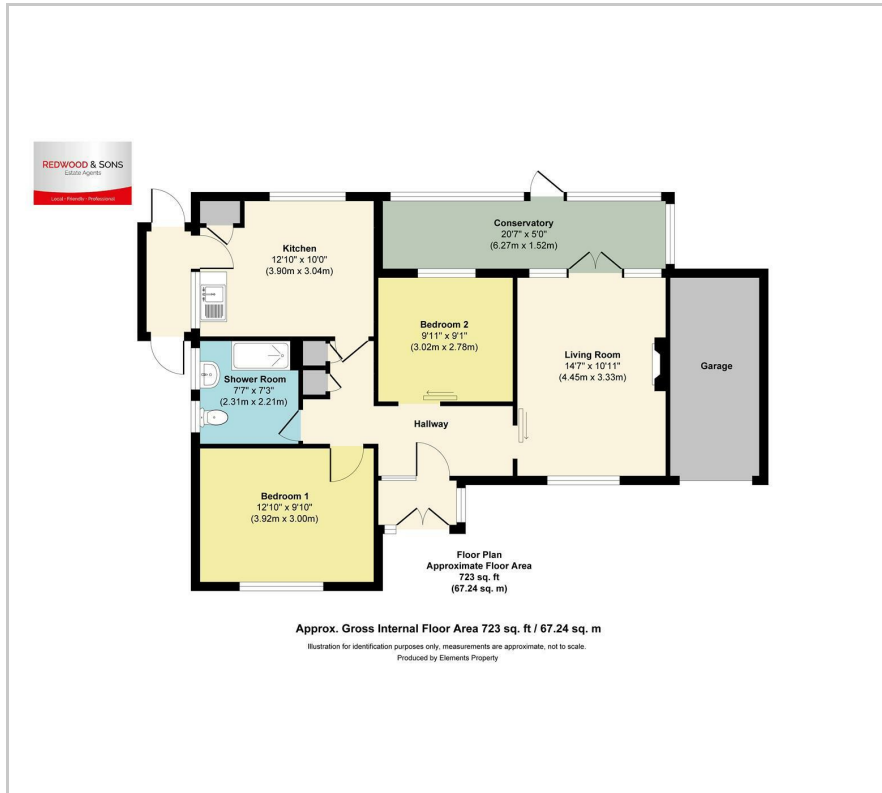 REDWOOD & SONS
Estate Agents
Local · Friendly · Professional
Conservatory
20'7" x 5'0"
(6.27m x 1.52m)
Kitchen
12'10" x 10'0"
(3.90m x 3.04m)
Bedroom 2
9'11" x 9'1"
(3.02m x 2.78m)
Living Room
14'7" x 10'11"
(4.45m x 3.33m)
Garage
Shower Room
7'7" x 7'3"
(2.31m x 2.21m)
Hallway
Bedroom 1
12'10" x 9'10"
(3.92m x 3.00m)
Floor Plan
Approximate Floor Area
723 sq. ft
(67.24 sq. m)
Approx. Gross Internal Floor Area 723 sq. ft / 67.24 sq. m
Illustration for identification purposes only, measurements are approximate, not to scale.
Produced by Elements Property